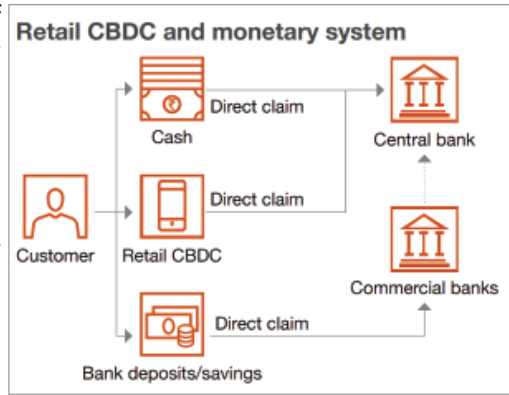 Retail CBDC and monetary system
₹
Direct claim
Cash
Central bank
Direct claim
Customer
Retail CBDC
Commercial banks
Direct claim
Bank deposits/savings